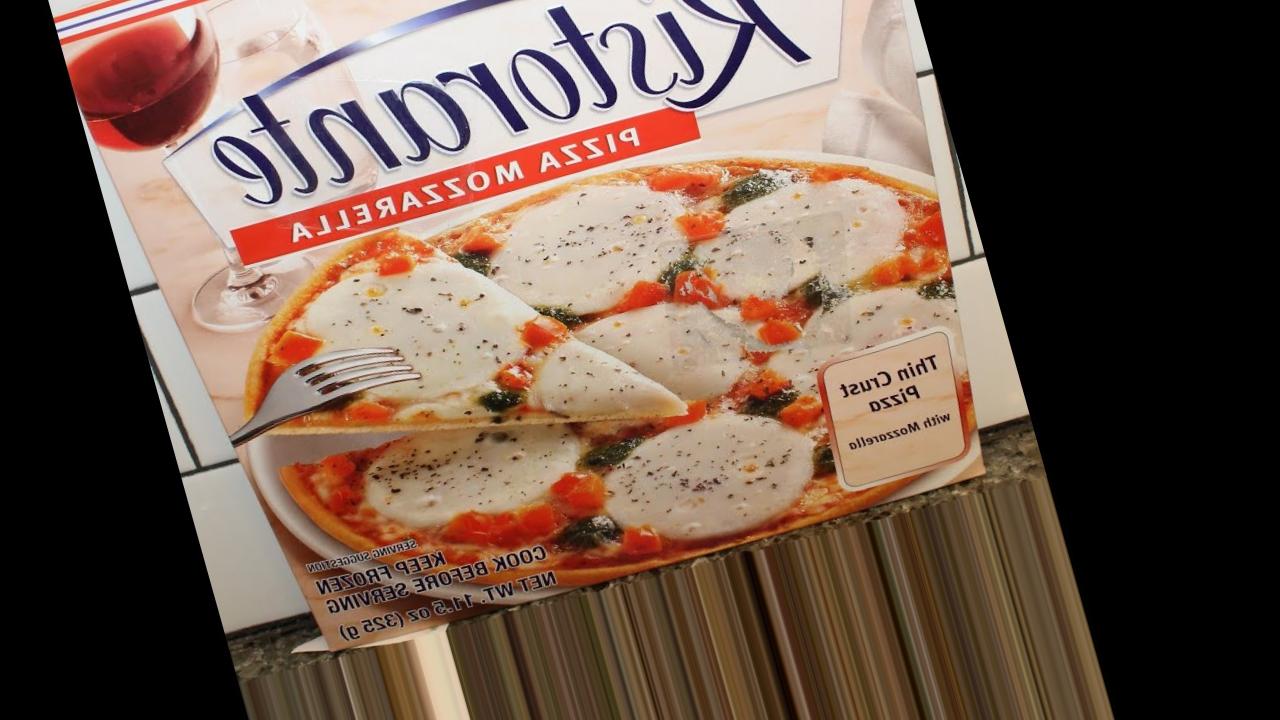 Ristorante
PIZZA MOZZARELLA
Thin Crust
Pizza
with Mozzarella
SERVING SUGGESTION
KEEP FROZEN
COOK BEFORE SERVING
NET WT. 11.5 oz (325 g)